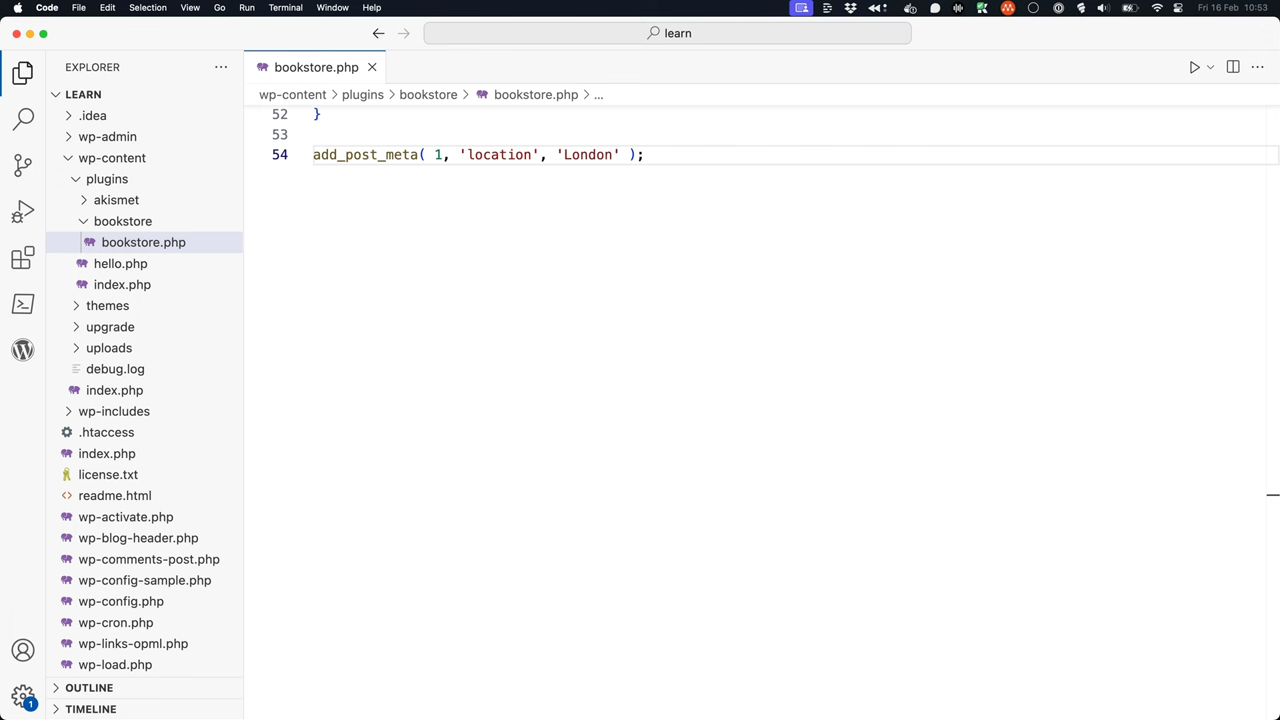 Code File Edit Selection View Go Run Terminal Window Help
Fri 16 Feb 10:53
learn
EXPLORER
LEARN
.idea
wp-admin
wp-content
plugins
akismet
bookstore
bookstore.php
hello.php
index.php
themes
upgrade
uploads
debug.log
index.php
wp-includes
.htaccess
index.php
license.txt
readme.html
wp-activate.php
wp-blog-header.php
wp-comments-post.php
wp-config-sample.php
wp-config.php
wp-cron.php
wp-links-opml.php
wp-load.php
OUTLINE
TIMELINE
1
bookstore.php
wp-content > plugins > bookstore > bookstore.php > ...
52 }
53
54 add_post_meta( 1, 'location', 'London' );